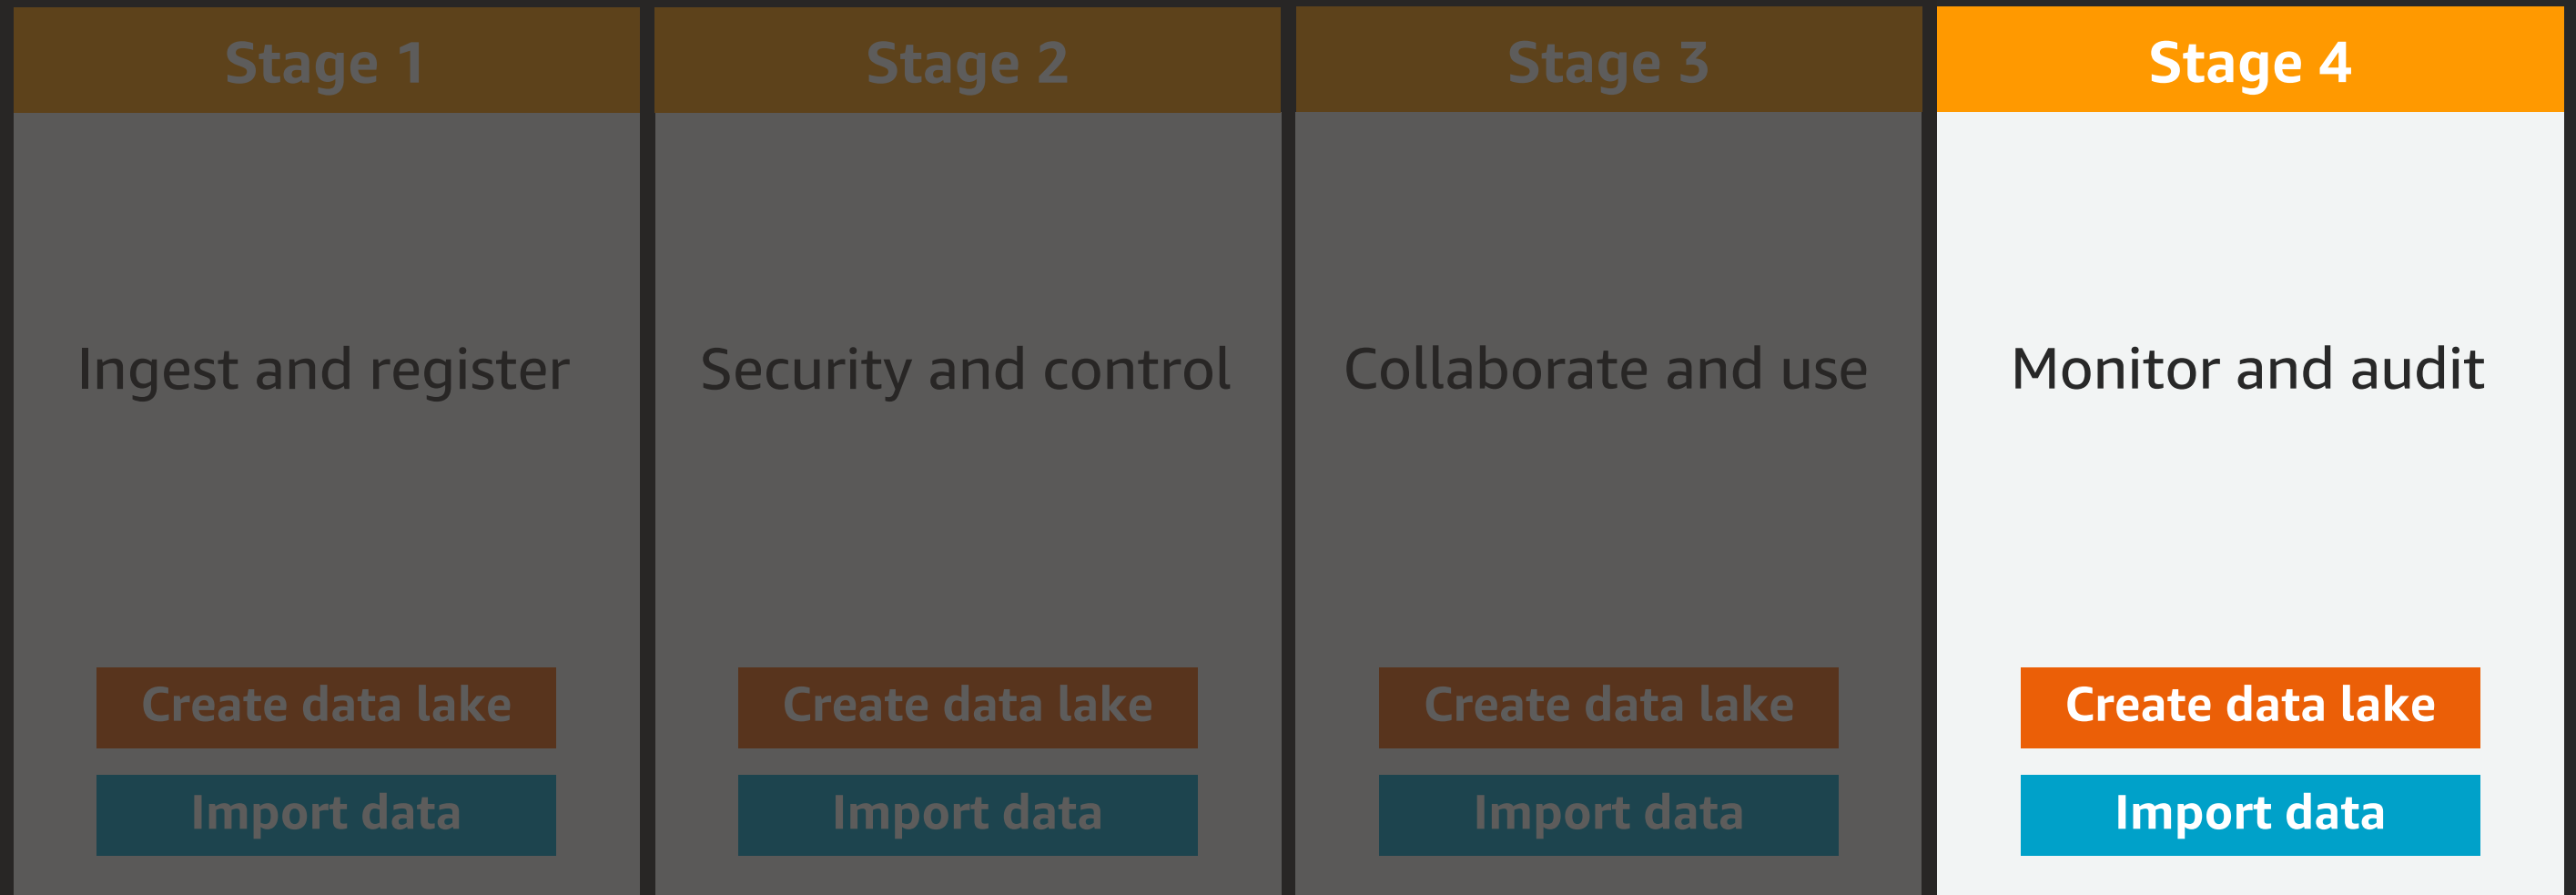 Stage 1
Ingest and register
Create data lake
Import data
Stage 2
Security and control
Create data lake
Import data
Stage 3
Collaborate and use
Create data lake
Import data
Stage 4
Monitor and audit
Create data lake
Import data